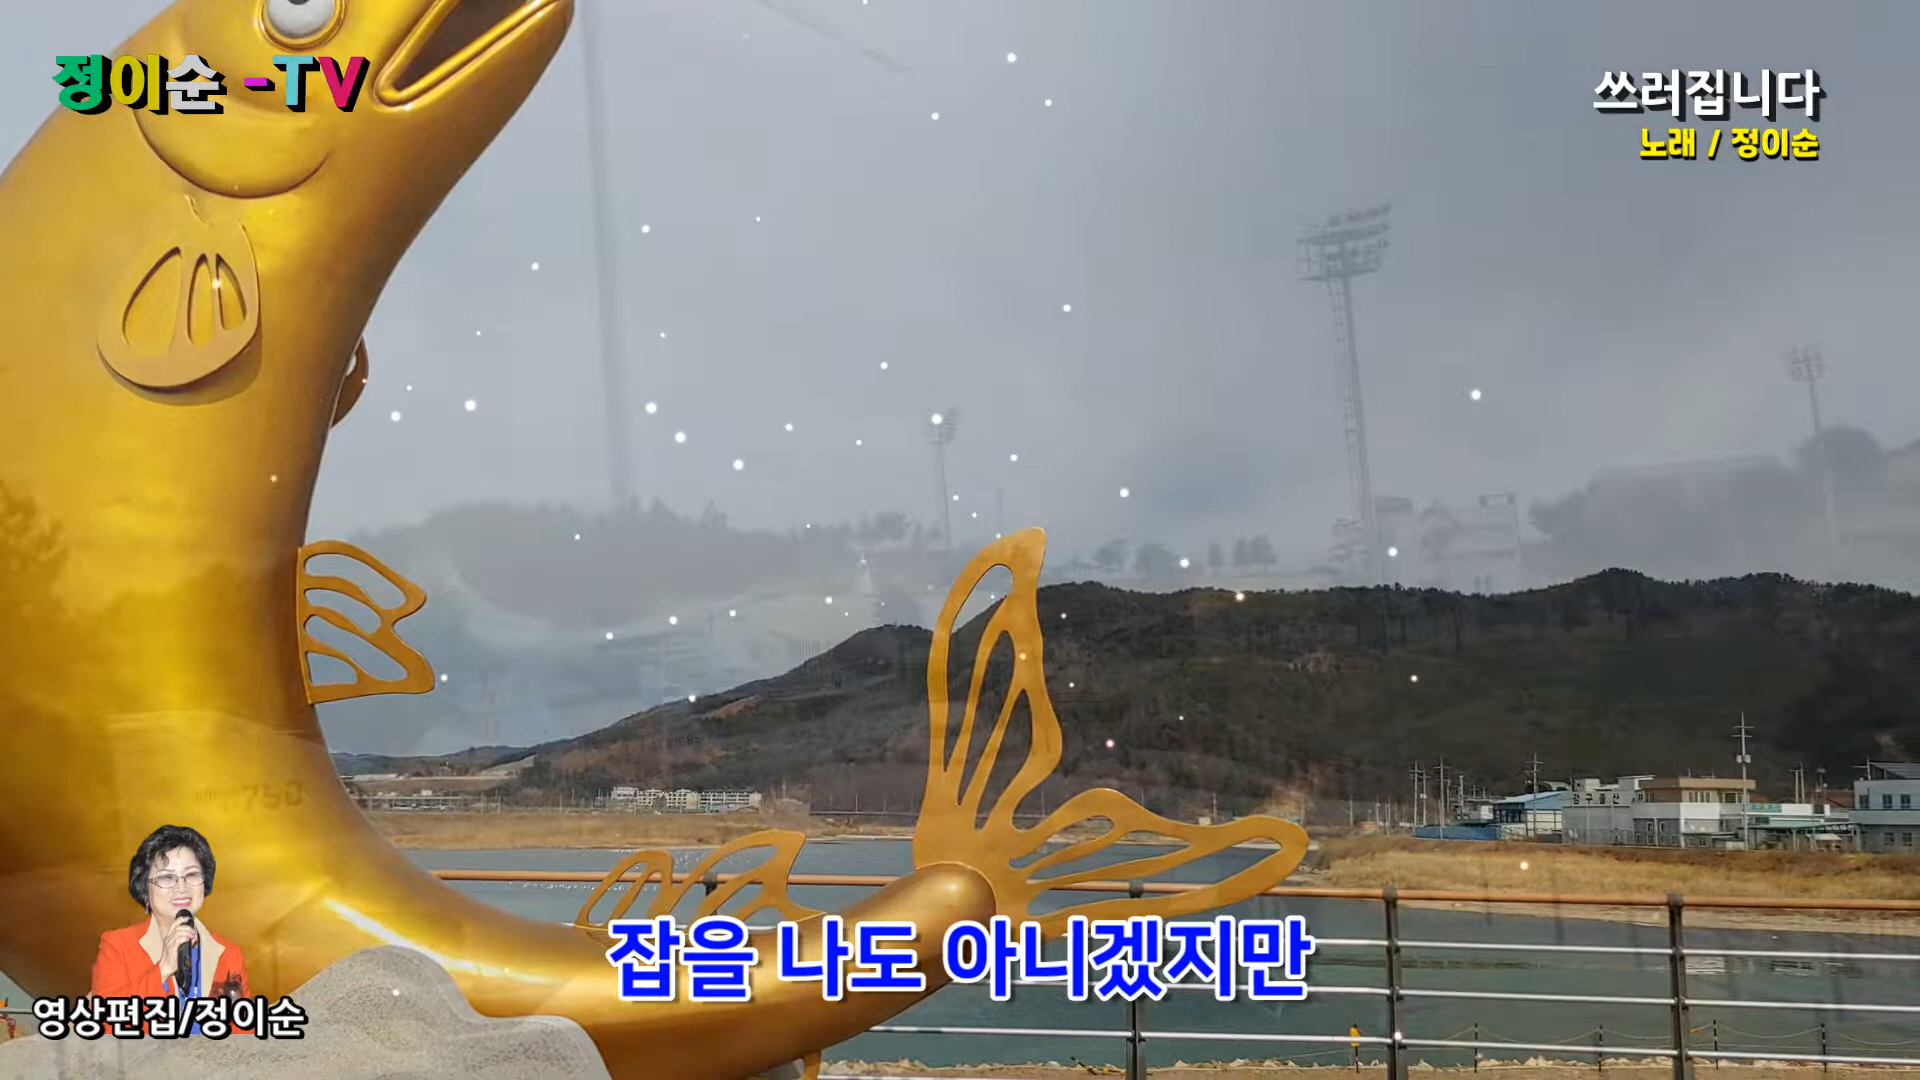 정이순 -TV
쓰러집니다
노래 / 정이순
잡을 나도 아니겠지만
영상편집/정이순